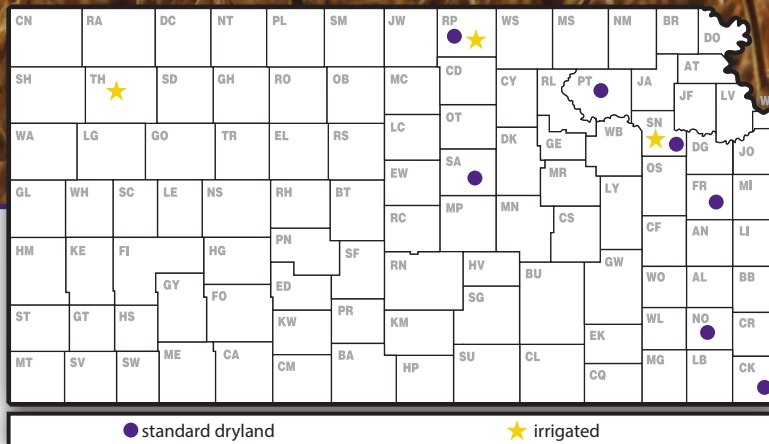 CN RA DC NT PL SM JW RP WS MS NM BR DO
SH TH SD GH RO OB MC CD CY RL PT JA AT
JF LV W
WA LG GO TR EL RS LC OT DK GE WB SN DG JO
EW SA MR OS
GL WH SC LE NS RH BT RC MP MN CS LY FR MI
HM KE FI HG PN SF RN HV BU GW CF AN LI
GY FO ED SG WO AL BB
ST GT HS KW PR KM EK WL NO CR
MT SV SW ME CA CM BA HP SU CL CQ MG LB CK
standard dryland irrigated